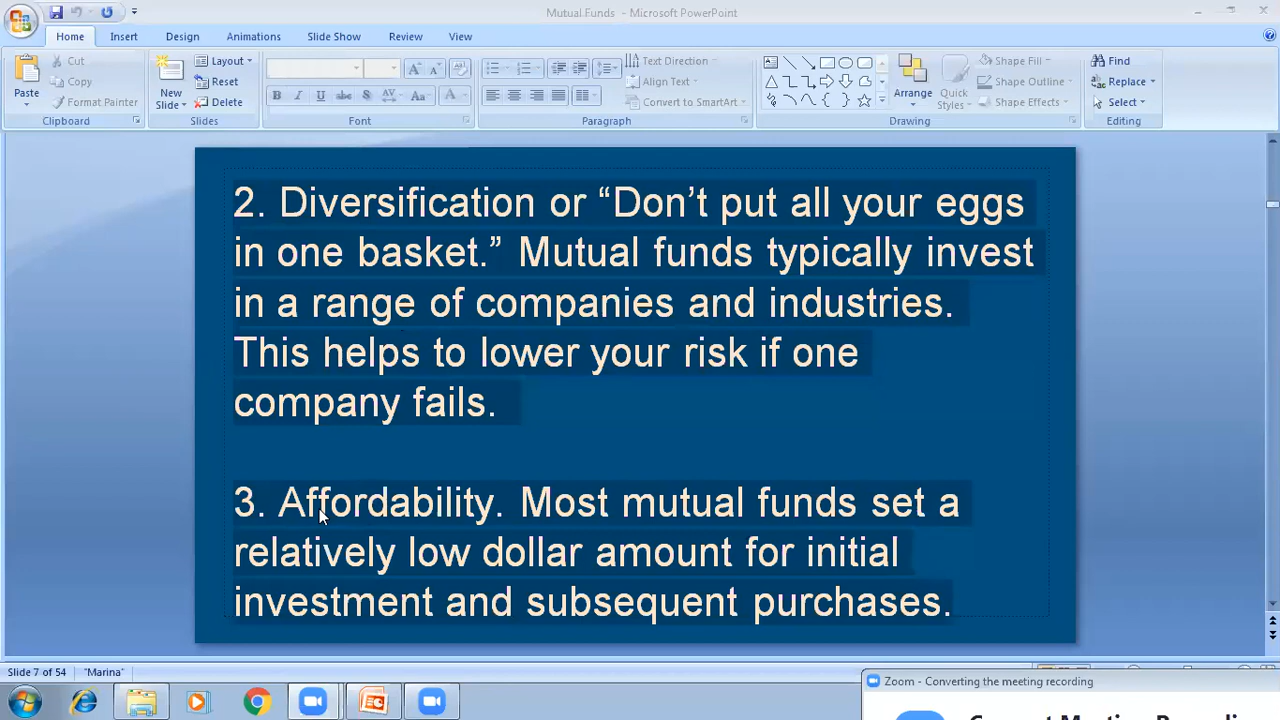 Mutual Funds - Microsoft PowerPoint
Home Insert Design Animations Slide Show Review View
Paste
Cut
Copy
Format Painter
Clipboard
New Slide
Layout
Reset
Delete
Slides
B I U abc S AV Aa A
Font
Text Direction
Align Text
Convert to SmartArt
Paragraph
Arrange
Quick Styles
Shape Fill
Shape Outline
Shape Effects
Drawing
Find
Replace
Select
Editing
2. Diversification or “Don’t put all your eggs
in one basket.” Mutual funds typically invest
in a range of companies and industries.
This helps to lower your risk if one
company fails.
3. Affordability. Most mutual funds set a
relatively low dollar amount for initial
investment and subsequent purchases.
Slide 7 of 54 "Marina"
Zoom - Converting the meeting recording